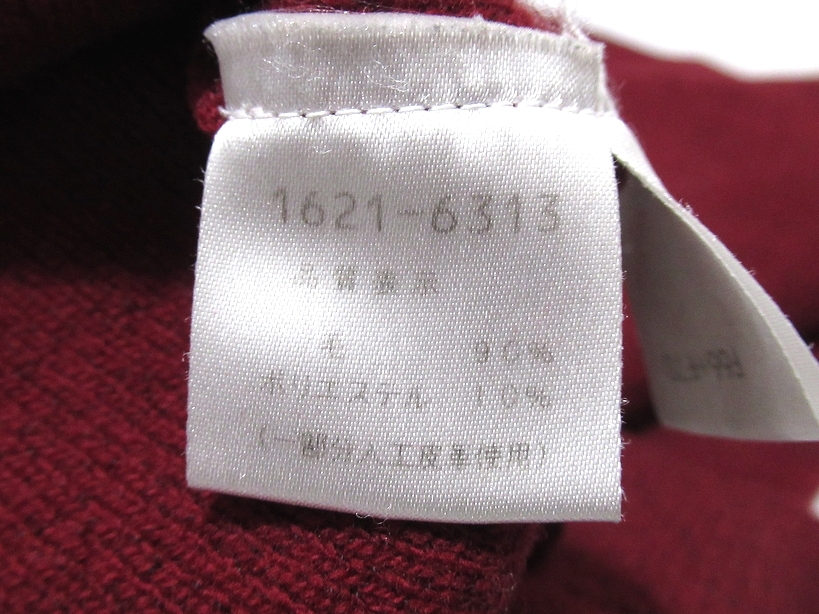 1621-6313
品質表示
毛 90%
ポリエステル 10%
(一部分人工皮革使用)